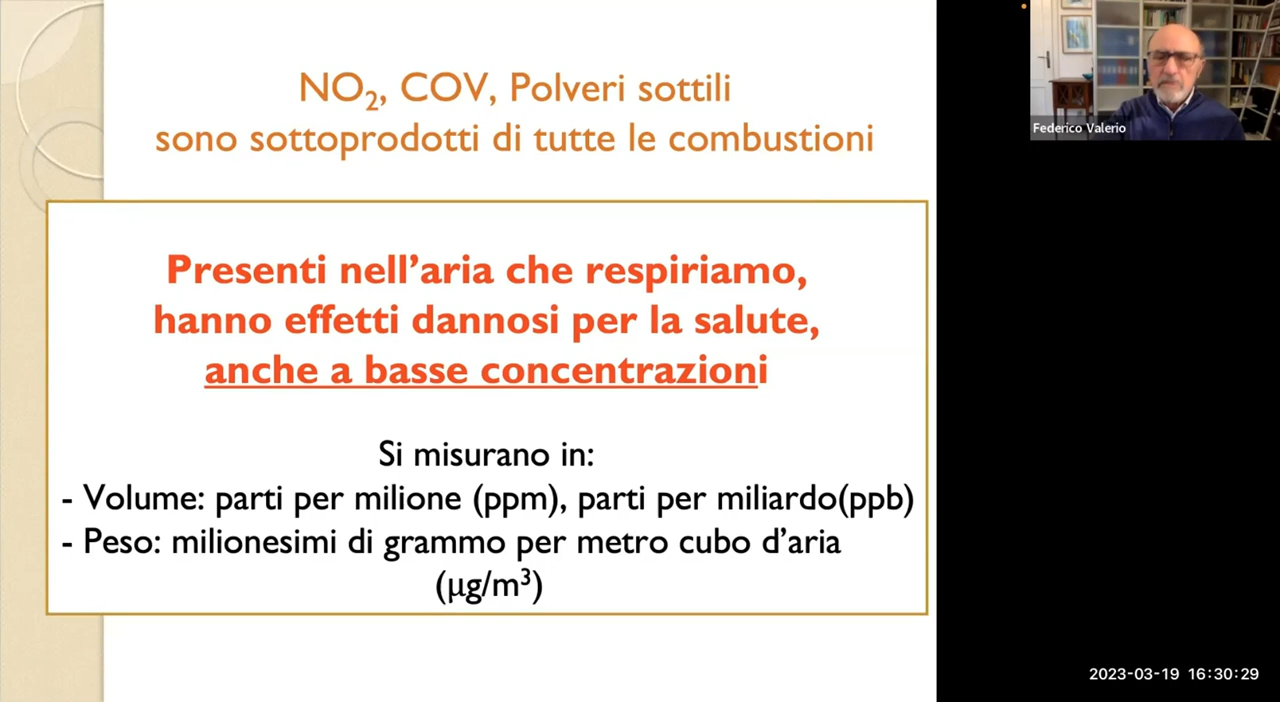 NO₂, COV, Polveri sottili
sono sottoprodotti di tutte le combustioni
Presenti nell’aria che respiriamo,
hanno effetti dannosi per la salute,
anche a basse concentrazioni
Si misurano in:
- Volume: parti per milione (ppm), parti per miliardo(ppb)
- Peso: milionesimi di grammo per metro cubo d’aria
(µg/m³)
Federico Valerio
2023-03-19 16:30:29